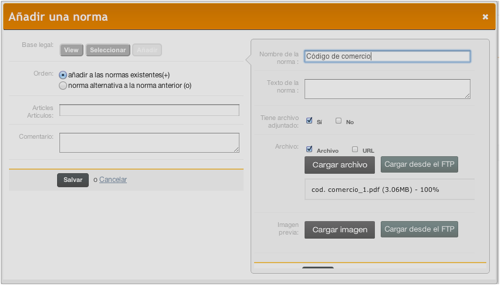 Añadir una norma
Base legal:
View
Seleccionar
Añadir
Orden:
añadir a las normas existentes(+)
norma alternativa a la norma anterior (o)
Articles
Artículos:
Comentario:
Salvar
o Cancelar
Nombre de la
norma :
Código de comercio
Texto de la
norma :
Tiene archivo
adjuntado:
Si
No
Archivo:
Archivo
URL
Cargar archivo
Cargar desde el FTP
cod. comercio_1.pdf (3.06MB) - 100%
Imagen
previa:
Cargar imagen
Cargar desde el FTP